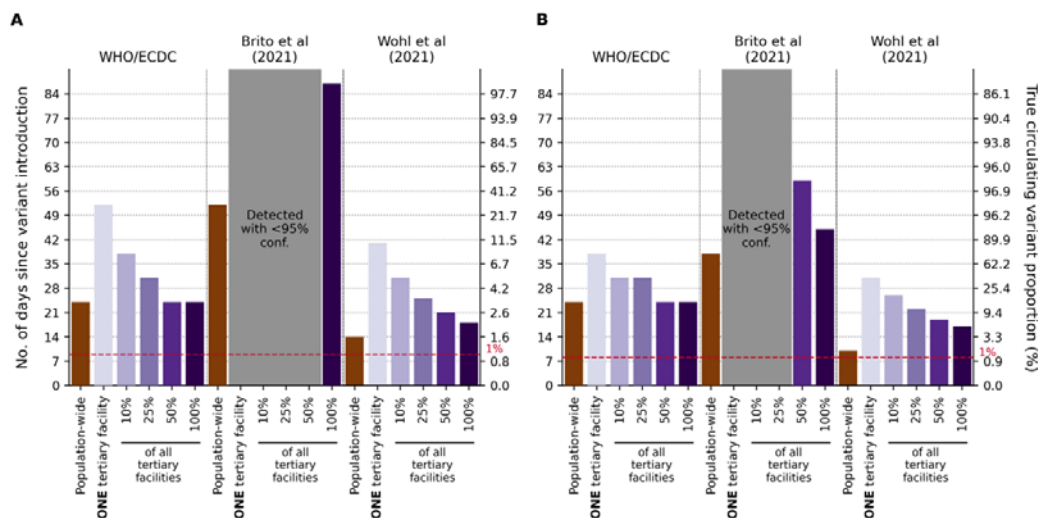 A
WHO/ECDC
Brito et al
(2021)
Wohl et al
(2021)
No. of days since variant introduction
84
77
70
63
56
49
42
35
28
21
14
7
0
97.7
93.9
84.5
65.7
41.2
21.7
11.5
6.7
4.2
2.6
1.6
1%
0.8
0.0
Detected
with <95%
conf.
Population-wide
ONE tertiary facility
10%
25%
50%
100%
of all
tertiary
facilities
Population-wide
ONE tertiary facility
10%
25%
50%
100%
Population-wide
ONE tertiary facility
10%
25%
50%
100%
of all
tertiary
facilities
B
WHO/ECDC
Brito et al
(2021)
Wohl et al
(2021)
84
77
70
63
56
49
42
35
28
21
14
7
0
86.1
90.4
93.8
96.0
96.9
96.2
89.9
62.2
25.4
9.4
3.3
1%
0.9
0.0
True circulating variant proportion (%)
Detected
with <95%
conf.
Population-wide
ONE tertiary facility
10%
25%
50%
100%
of all
tertiary
facilities
Population-wide
ONE tertiary facility
10%
25%
50%
100%
of all
tertiary
facilities
Population-wide
ONE tertiary facility
10%
25%
50%
100%
of all
tertiary
facilities